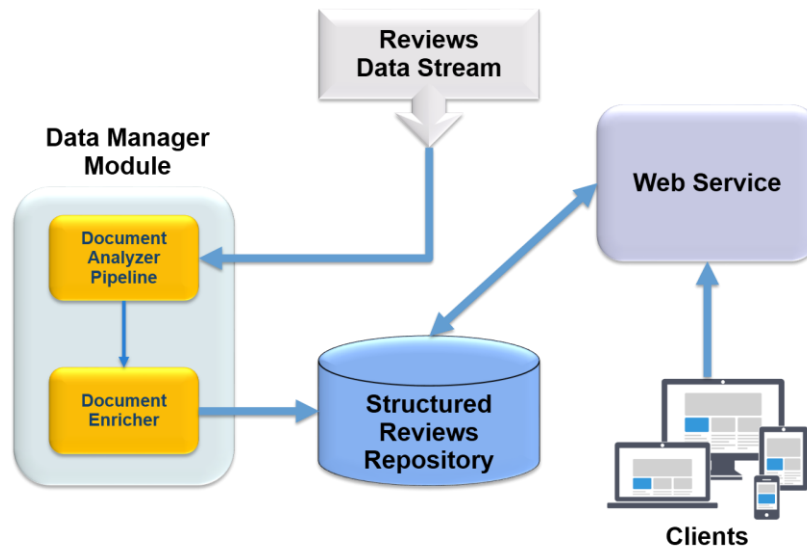 Reviews
Data Stream
Data Manager
Module
Document
Analyzer
Pipeline
Document
Enricher
Structured
Reviews
Repository
Web Service
Clients